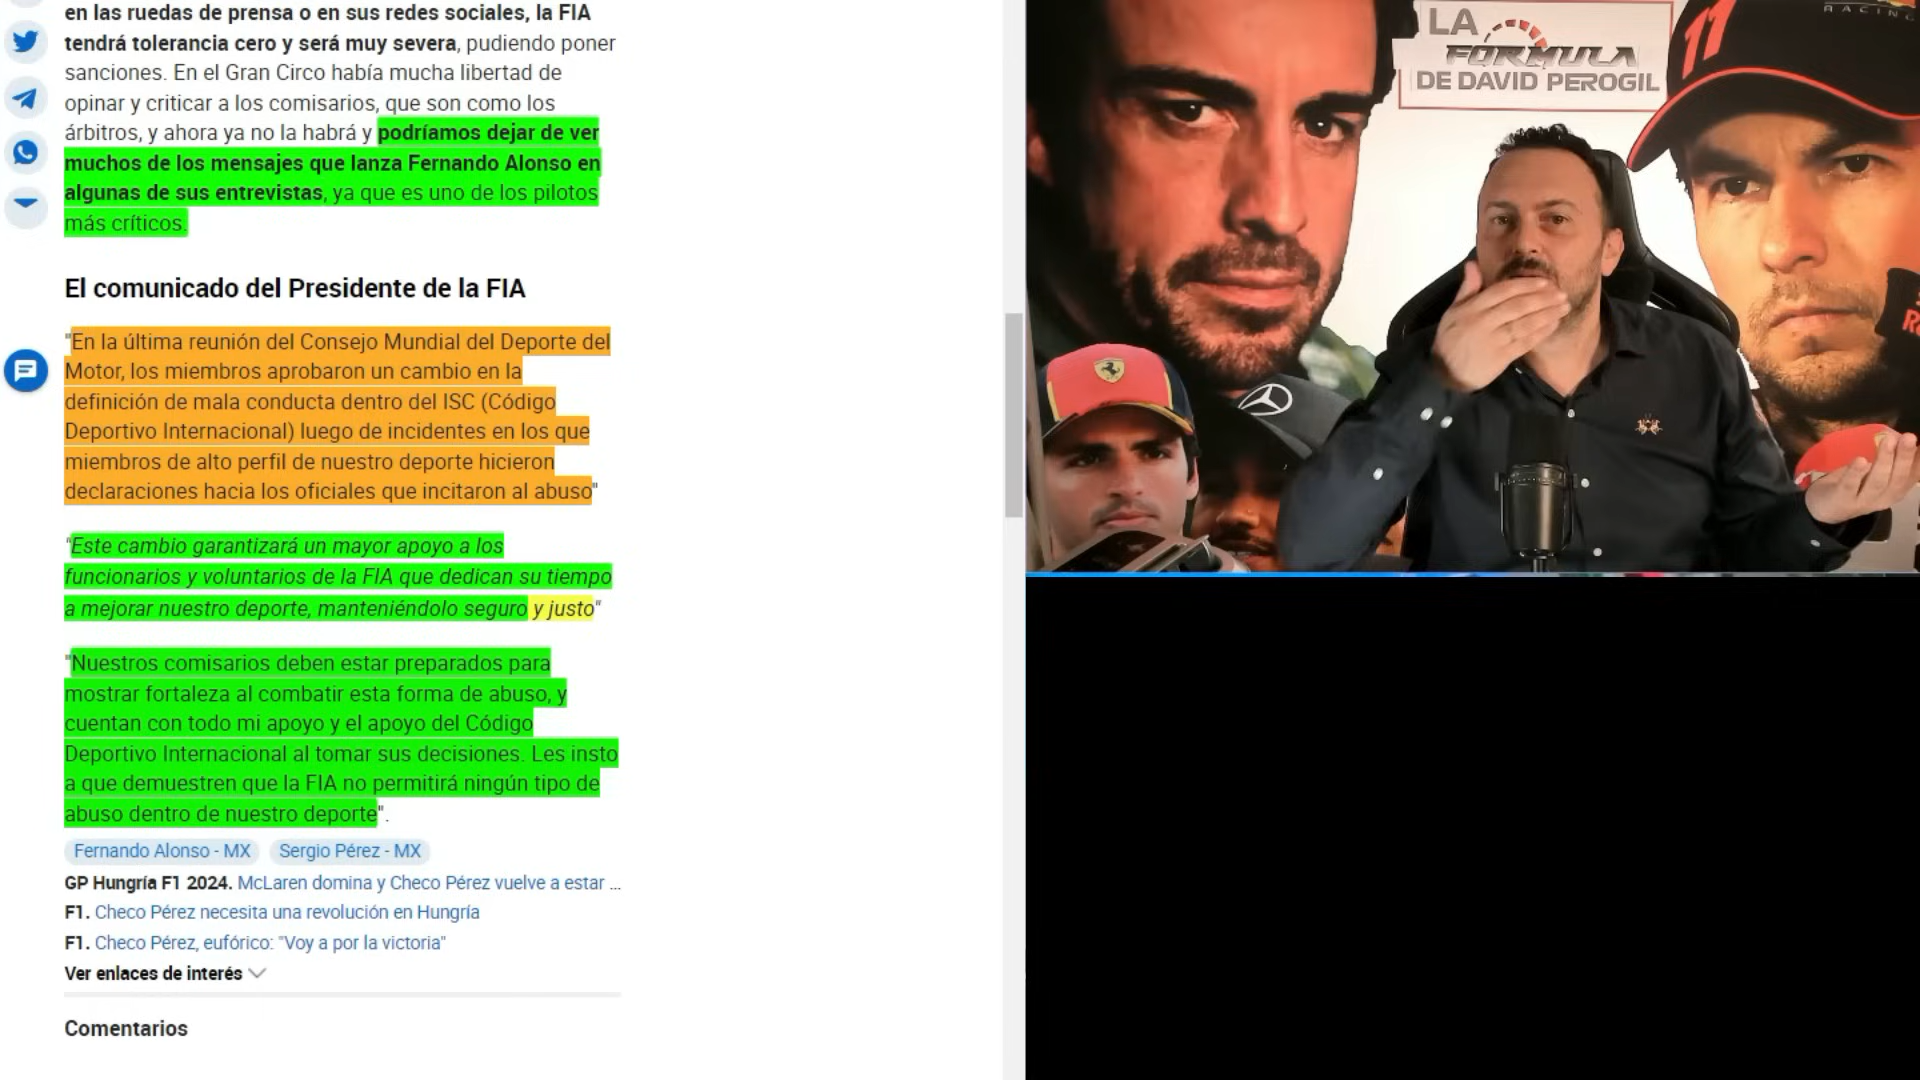 en las ruedas de prensa o en sus redes sociales, la FIA
tendrá tolerancia cero y será muy severa, pudiendo poner
sanciones. En el Gran Circo había mucha libertad de
opinar y criticar a los comisarios, que son como los
árbitros, y ahora ya no la habrá y podríamos dejar de ver
muchos de los mensajes que lanza Fernando Alonso en
algunas de sus entrevistas, ya que es uno de los pilotos
más críticos.
El comunicado del Presidente de la FIA
"En la última reunión del Consejo Mundial del Deporte del
Motor, los miembros aprobaron un cambio en la
definición de mala conducta dentro del ISC (Código
Deportivo Internacional) luego de incidentes en los que
miembros de alto perfil de nuestro deporte hicieron
declaraciones hacia los oficiales que incitaron al abuso"
"Este cambio garantizará un mayor apoyo a los
funcionarios y voluntarios de la FIA que dedican su tiempo
a mejorar nuestro deporte, manteniéndolo seguro y justo"
"Nuestros comisarios deben estar preparados para
mostrar fortaleza al combatir esta forma de abuso, y
cuentan con todo mi apoyo y el apoyo del Código
Deportivo Internacional al tomar sus decisiones. Les insto
a que demuestren que la FIA no permitirá ningún tipo de
abuso dentro de nuestro deporte".
Fernando Alonso - MX Sergio Pérez - MX
GP Hungría F1 2024. McLaren domina y Checo Pérez vuelve a estar ...
F1. Checo Pérez necesita una revolución en Hungría
F1. Checo Pérez, eufórico: "Voy a por la victoria"
Ver enlaces de interés
Comentarios
LA
FÓRMULA
DE DAVID PEROGIL
11
RACING